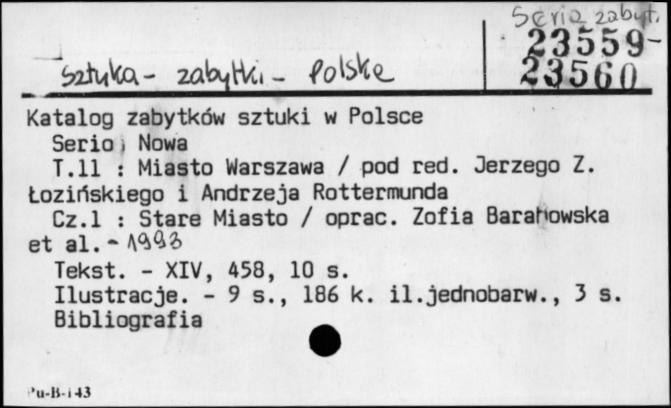 Seria zabyt.
23559-
23560
Sztuka - zabytki - Polska
Katalog zabytków sztuki w Polsce
Serio; Nowa
T.11 : Miasto Warszawa / pod red. Jerzego Z.
Łozińskiego i Andrzeja Rottermunda
Cz.1 : Stare Miasto / oprac. Zofia Baranowska
et al. - 1993
Tekst. - XIV, 458, 10 s.
Ilustracje. - 9 s., 186 k. il.jednobarw., 3 s.
Bibliografia
Pu-B-143